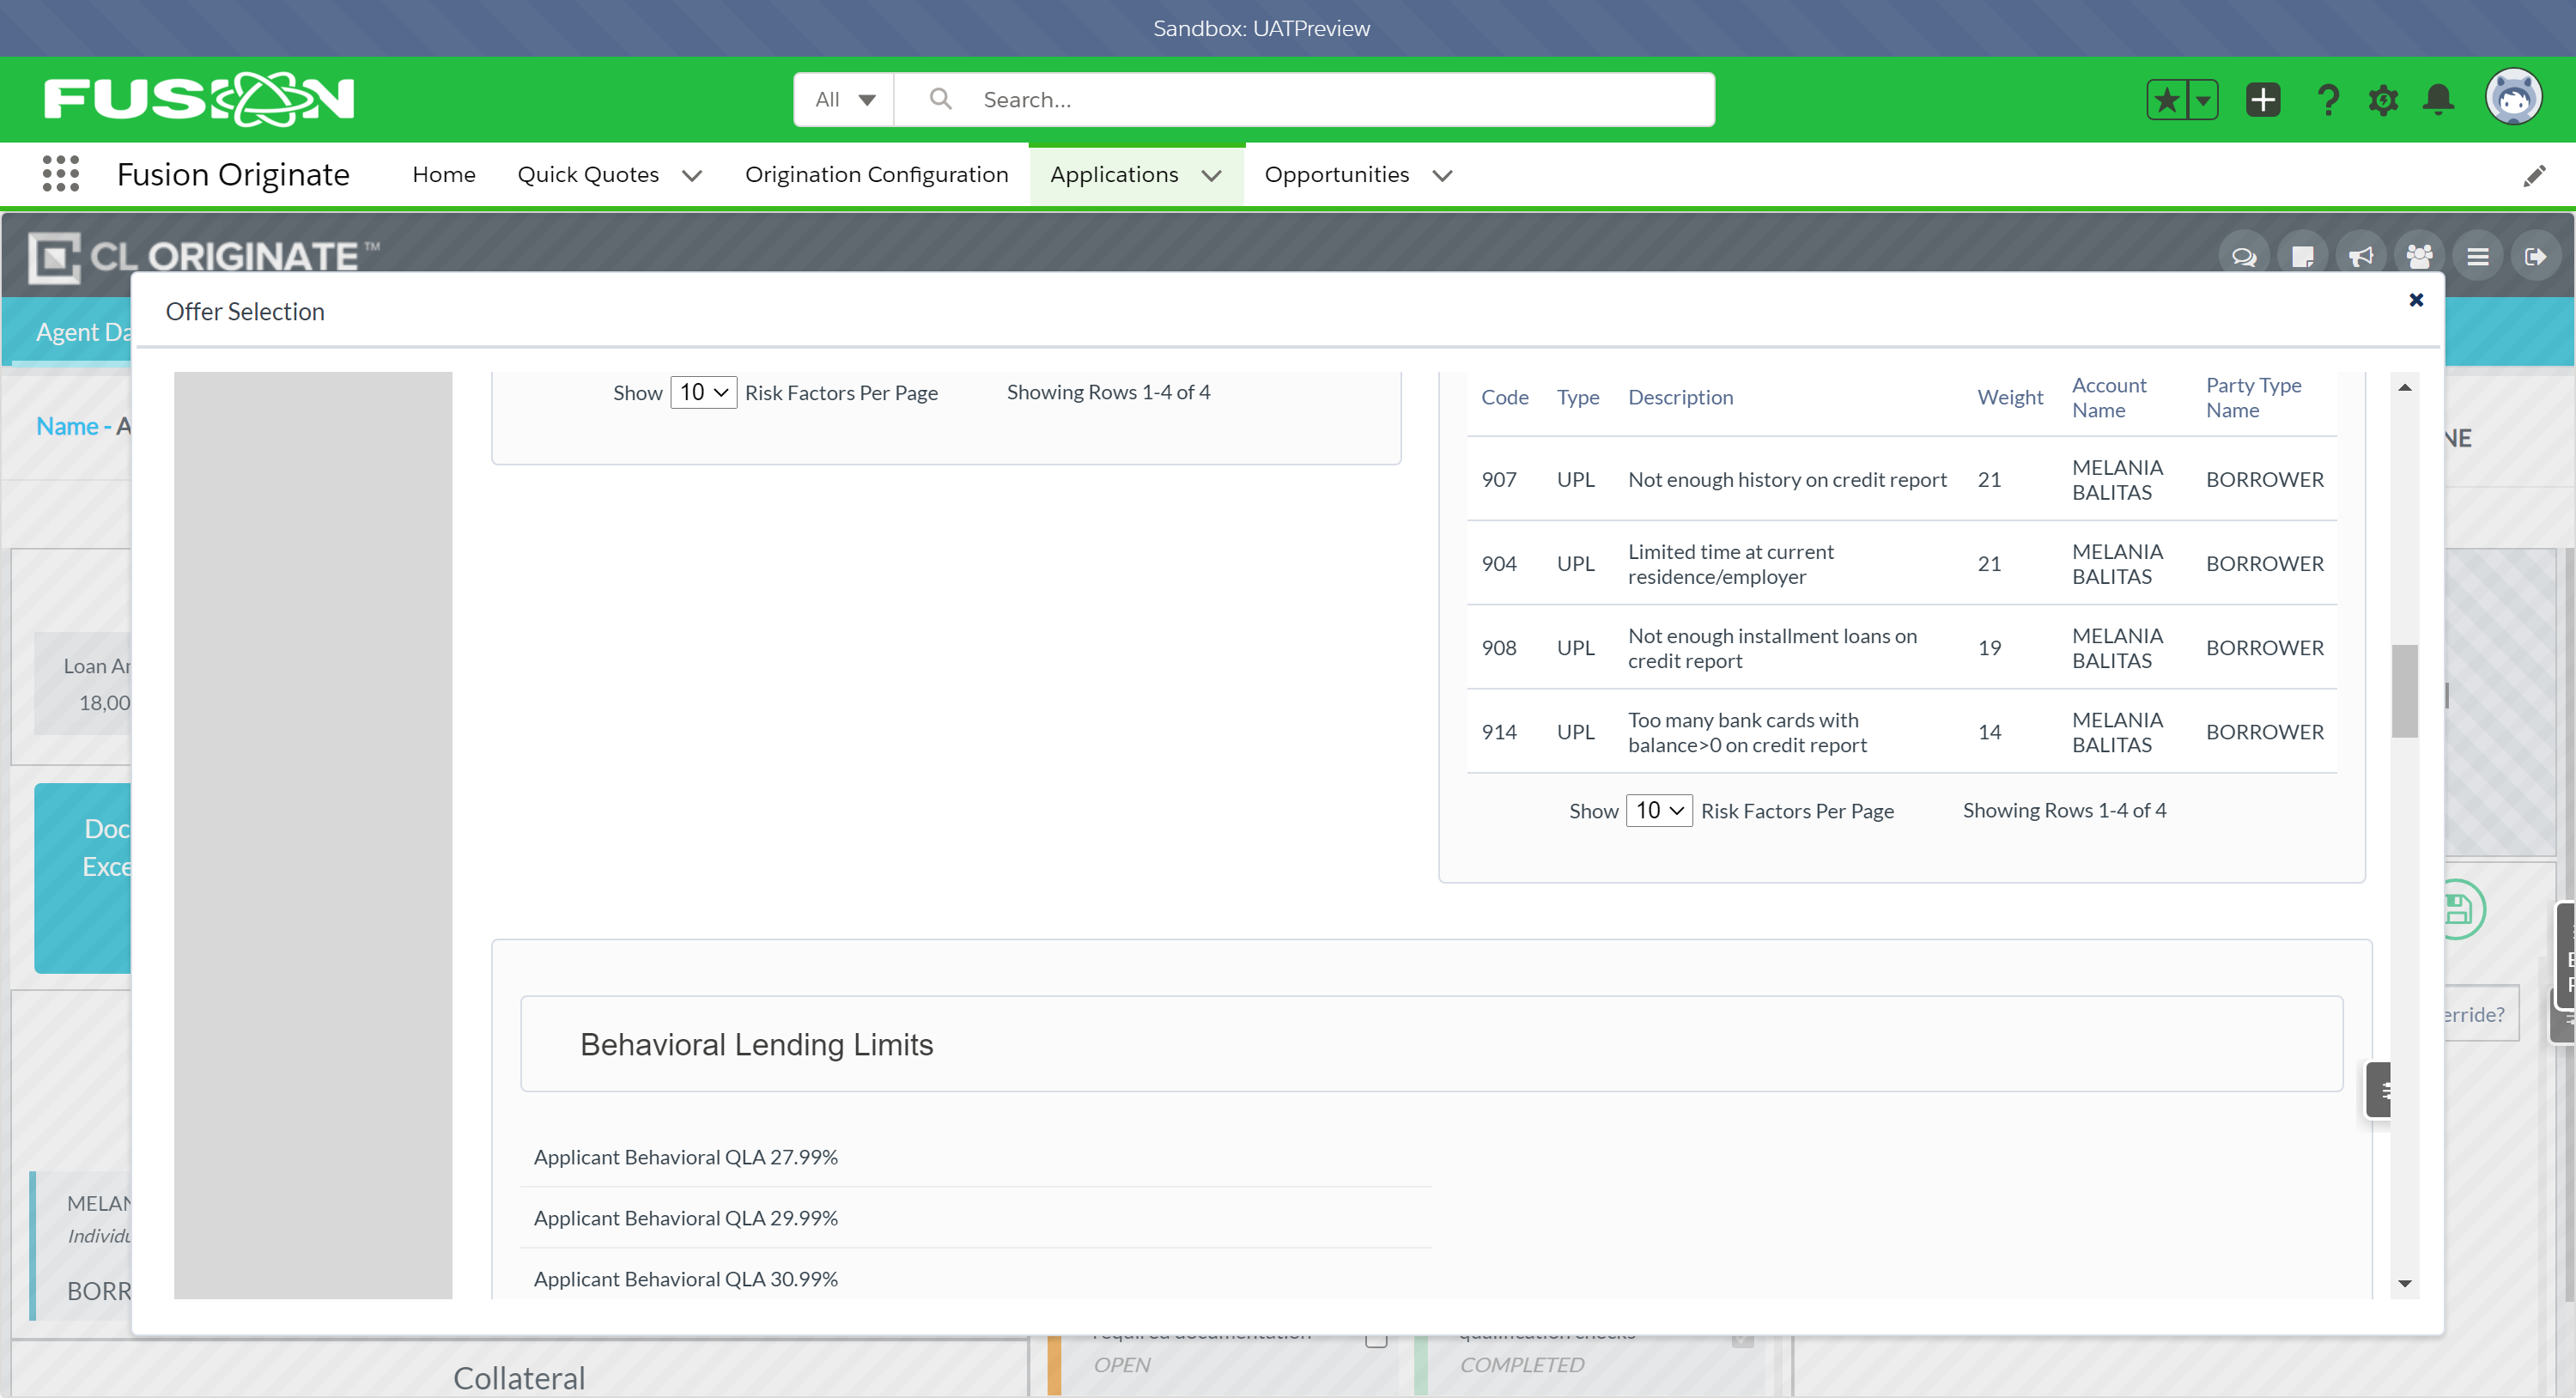 Sandbox: UATPreview
FUSION
All
Search...
Fusion Originate
Home
Quick Quotes
Origination Configuration
Applications
Opportunities
CL ORIGINATE™
Agent Da
Offer Selection
Name - A
NE
Show 10 Risk Factors Per Page
Showing Rows 1-4 of 4
Code Type Description Weight Account Name Party Type Name
907 UPL Not enough history on credit report 21 MELANIA BALITAS BORROWER
904 UPL Limited time at current residence/employer 21 MELANIA BALITAS BORROWER
908 UPL Not enough installment loans on credit report 19 MELANIA BALITAS BORROWER
914 UPL Too many bank cards with balance>0 on credit report 14 MELANIA BALITAS BORROWER
Show 10 Risk Factors Per Page
Showing Rows 1-4 of 4
Loan Ar
18,00
Doc
Exce
Behavioral Lending Limits
erride?
Applicant Behavioral QLA 27.99%
Applicant Behavioral QLA 29.99%
Applicant Behavioral QLA 30.99%
MELAN
Individu
BORR
required documentation
OPEN
qualification checks
COMPLETED
Collateral